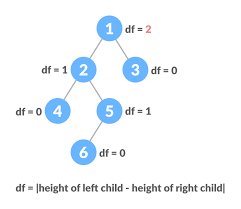 1 df = 2
df = 1 2 3 df = 0
df = 0 4 5 df = 1
6 df = 0
df = |height of left child - height of right child|